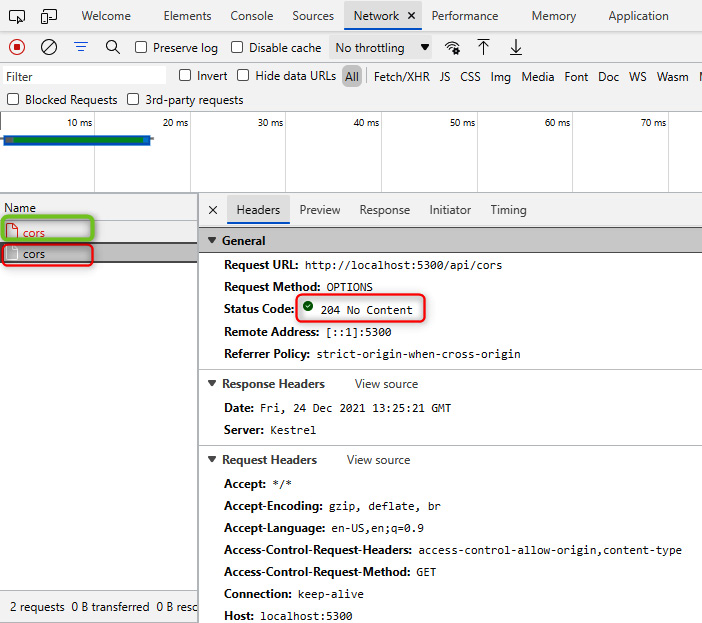 Welcome Elements Console Sources Network × Performance Memory Application
Preserve log Disable cache No throttling
Filter Invert Hide data URLs All Fetch/XHR JS CSS Img Media Font Doc WS Wasm
Blocked Requests 3rd-party requests
10 ms 20 ms 30 ms 40 ms 50 ms 60 ms 70 ms
Name × Headers Preview Response Initiator Timing
cors
cors
General
Request URL: http://localhost:5300/api/cors
Request Method: OPTIONS
Status Code: 204 No Content
Remote Address: [::1]:5300
Referrer Policy: strict-origin-when-cross-origin
Response Headers View source
Date: Fri, 24 Dec 2021 13:25:21 GMT
Server: Kestrel
Request Headers View source
Accept: */*
Accept-Encoding: gzip, deflate, br
Accept-Language: en-US,en;q=0.9
Access-Control-Request-Headers: access-control-allow-origin,content-type
Access-Control-Request-Method: GET
Connection: keep-alive
Host: localhost:5300
2 requests 0 B transferred 0 B resc